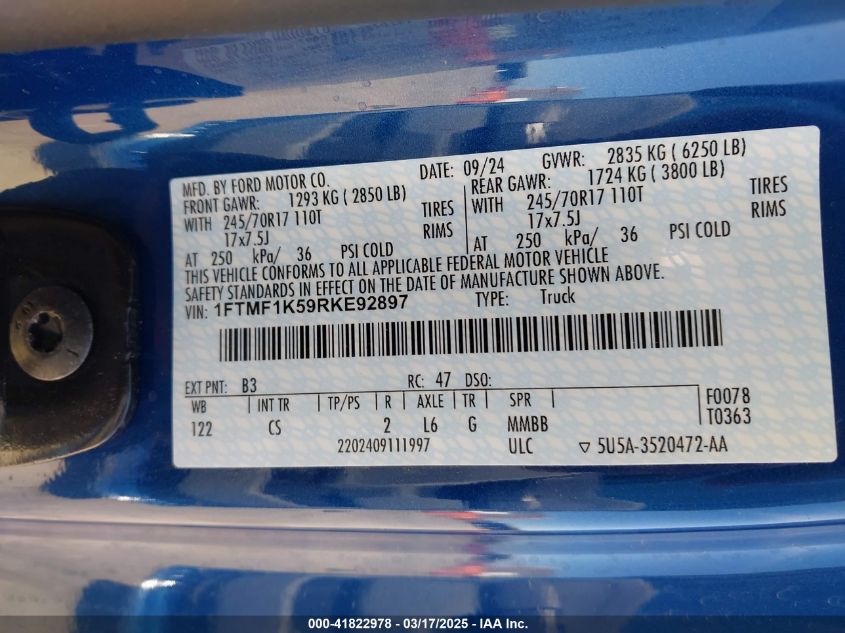 MFD. BY FORD MOTOR CO. DATE: 09/24 GVWR: 2835 KG ( 6250 LB)
FRONT GAWR: 1293 KG ( 2850 LB) REAR GAWR: 1724 KG ( 3800 LB)
WITH 245/70R17 110T TIRES WITH 245/70R17 110T TIRES
17x7.5J RIMS 17x7.5J RIMS
AT 250 kPa/ 36 PSI COLD AT 250 kPa/ 36 PSI COLD
THIS VEHICLE CONFORMS TO ALL APPLICABLE FEDERAL MOTOR VEHICLE
SAFETY STANDARDS IN EFFECT ON THE DATE OF MANUFACTURE SHOWN ABOVE.
VIN: 1FTMF1K59RKE92897 TYPE: Truck
EXT PNT: B3 RC: 47 DSO:
WB INT TR TP/PS R AXLE TR SPR F0078
122 CS 2 L6 G MMBB T0363
2202409111997 ULC ▽ 5U5A-3520472-AA
000-41822978 - 03/17/2025 - IAAI, Inc.